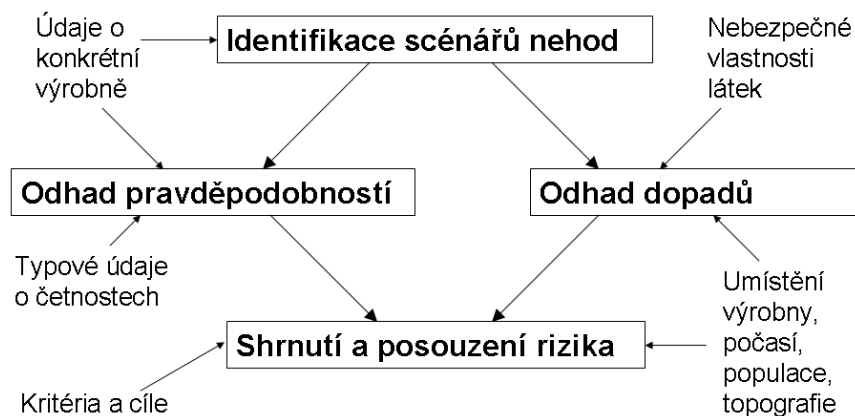 Údaje o
konkrétní
výrobně
Identifikace scénářů nehod
Nebezpečné
vlastnosti
látek
Odhad pravděpodobností
Odhad dopadů
Typové údaje
o četnostech
Umístění
výrobny,
počasí,
populace,
topografie
Shrnutí a posouzení rizika
Kritéria a cíle